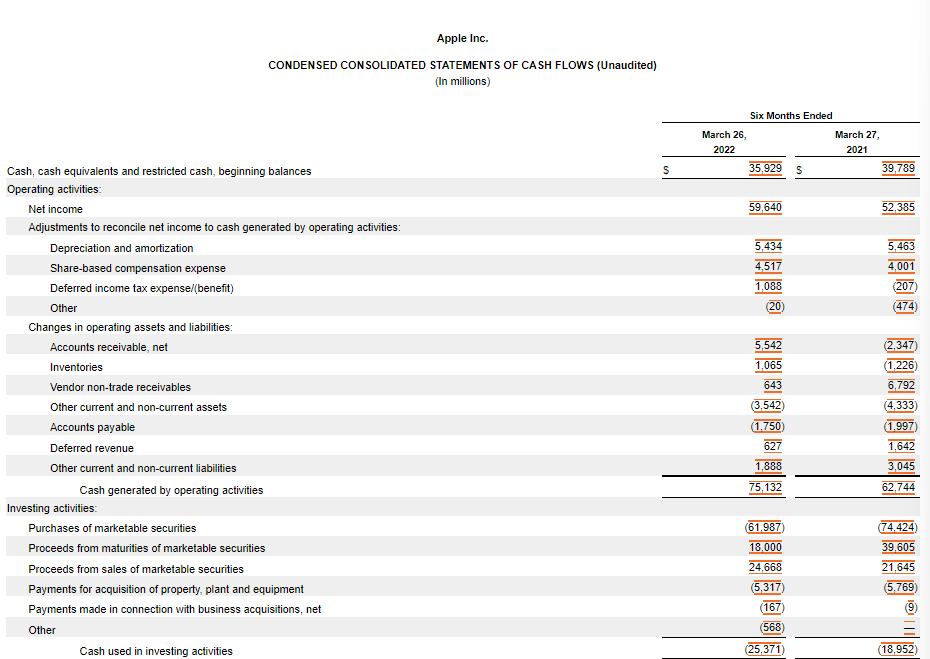 Apple Inc.
CONDENSED CONSOLIDATED STATEMENTS OF CASH FLOWS (Unaudited)
(In millions)
Six Months Ended
March 26, March 27,
2022 2021
Cash, cash equivalents and restricted cash, beginning balances $ 35,929 $ 39,789
Operating activities:
Net income 59,640 52,385
Adjustments to reconcile net income to cash generated by operating activities:
Depreciation and amortization 5,434 5,463
Share-based compensation expense 4,517 4,001
Deferred income tax expense/(benefit) 1,088 (207)
Other (20) (474)
Changes in operating assets and liabilities:
Accounts receivable, net 5,542 (2,347)
Inventories 1,065 (1,226)
Vendor non-trade receivables 643 6,792
Other current and non-current assets (3,542) (4,333)
Accounts payable (1,750) (1,997)
Deferred revenue 627 1,642
Other current and non-current liabilities 1,888 3,045
Cash generated by operating activities 75,132 62,744
Investing activities:
Purchases of marketable securities (61,987) (74,424)
Proceeds from maturities of marketable securities 18,000 39,605
Proceeds from sales of marketable securities 24,668 21,645
Payments for acquisition of property, plant and equipment (5,317) (5,769)
Payments made in connection with business acquisitions, net (167) (9)
Other (568) —
Cash used in investing activities (25,371) (18,952)